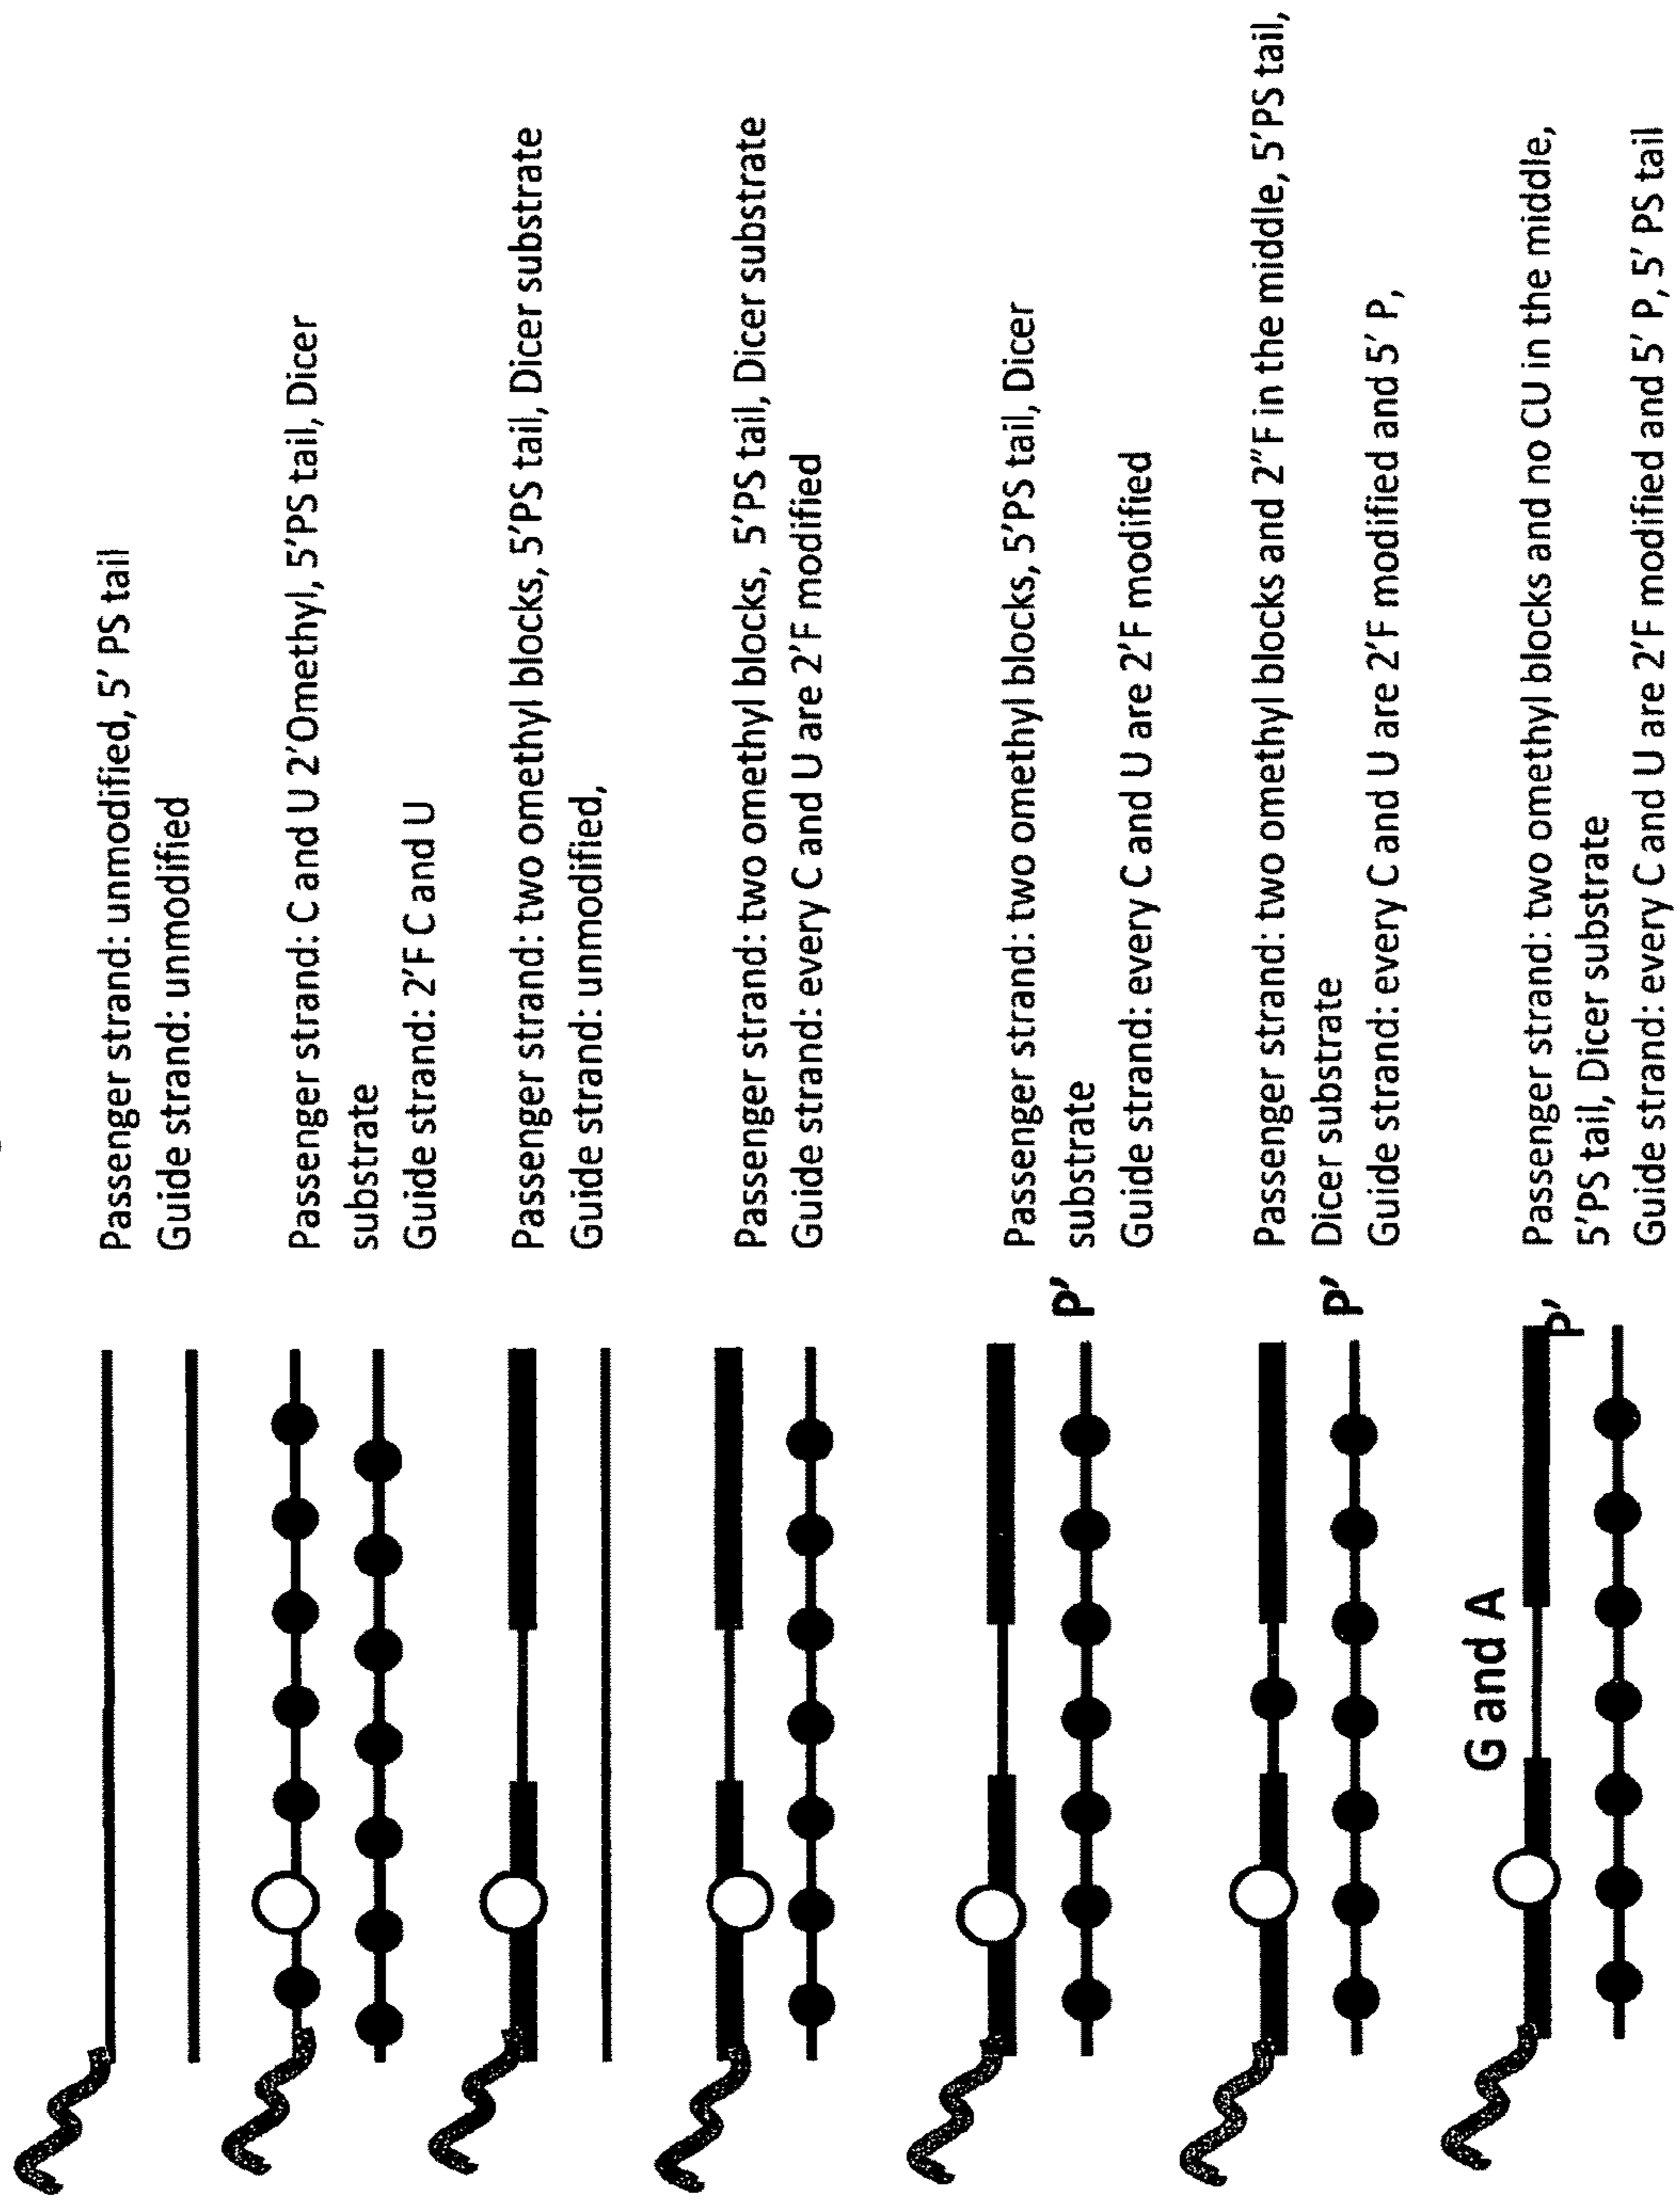 Passenger strand: unmodified, 5' PS tail
Guide strand: unmodified
Passenger strand: C and U 2'Omethyl, 5'PS tail, Dicer
substrate
Guide strand: 2'F C and U
Passenger strand: two omethyl blocks, 5'PS tail, Dicer substrate
Guide strand: unmodified,
Passenger strand: two omethyl blocks, 5'PS tail, Dicer substrate
Guide strand: every C and U are 2'F modified
P'
Passenger strand: two omethyl blocks, 5'PS tail, Dicer
substrate
Guide strand: every C and U are 2'F modified
P'
Passenger strand: two omethyl blocks and 2"F in the middle, 5'PS tail,
Dicer substrate
Guide strand: every C and U are 2'F modified and 5' P,
G and A
P'
Passenger strand: two omethyl blocks and no CU in the middle,
5'PS tail, Dicer substrate
Guide strand: every C and U are 2'F modified and 5' P, 5' PS tail